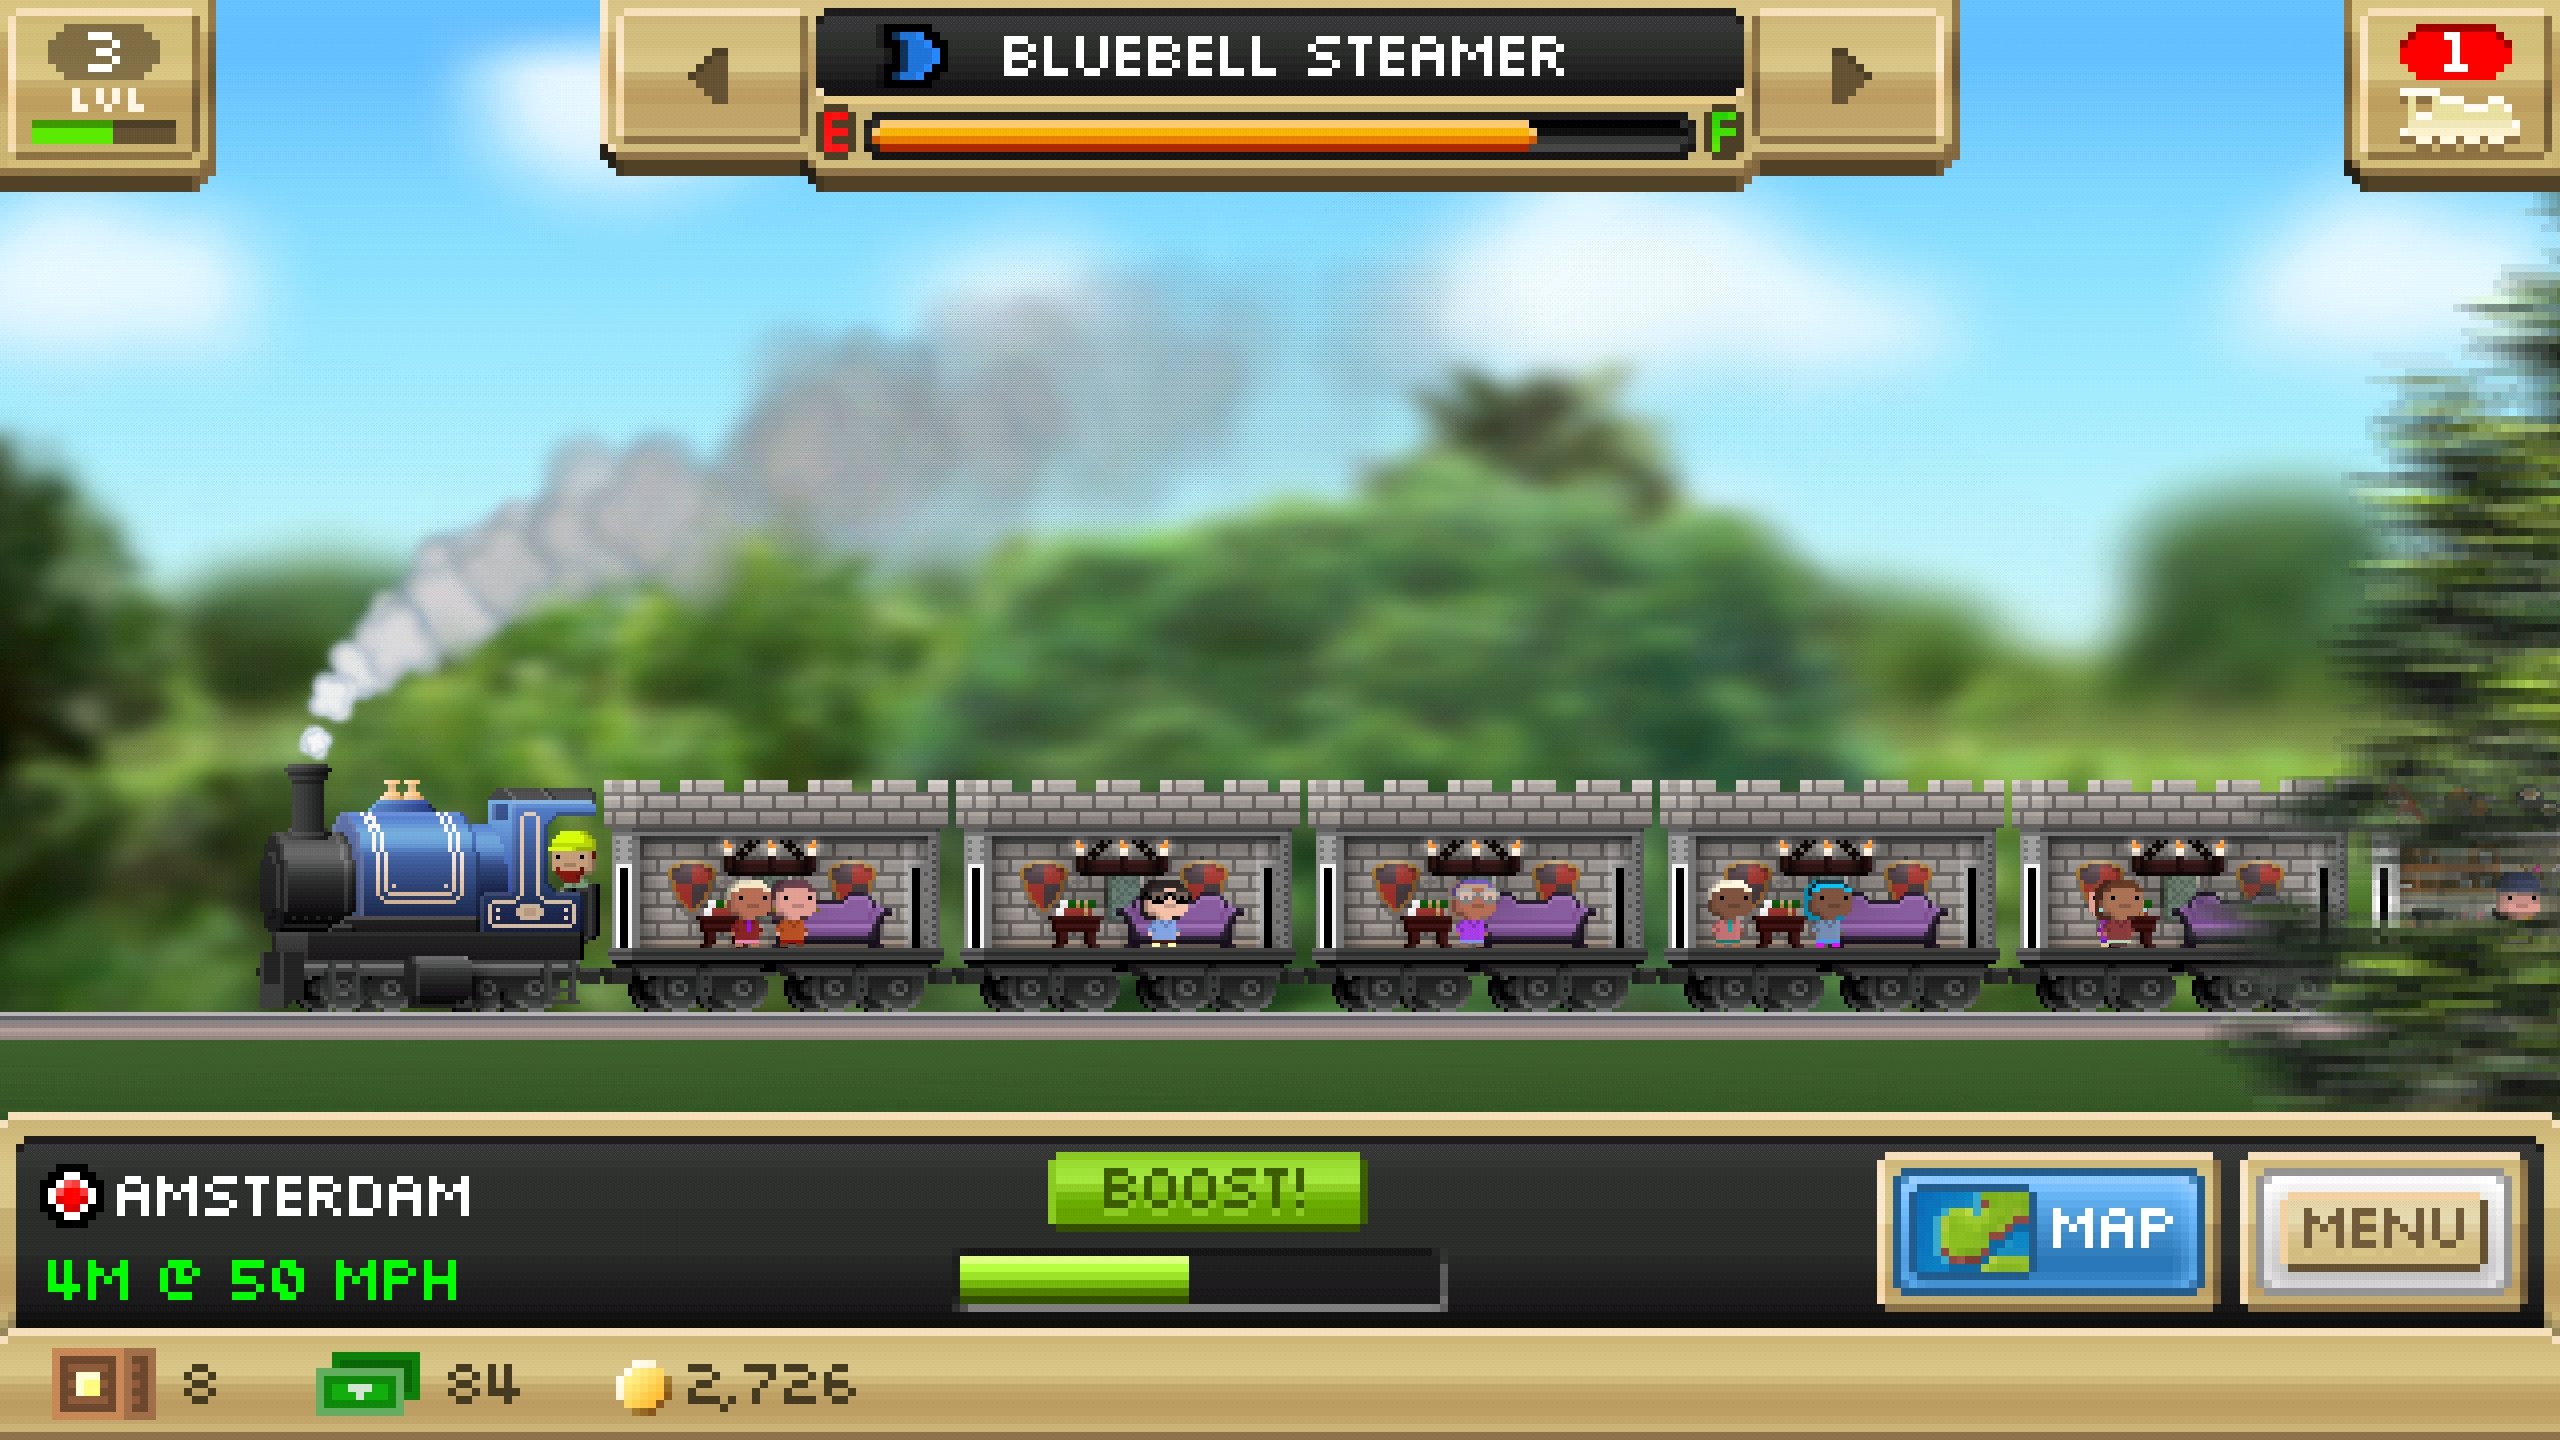 3
LVL
BLUEBELL STEAMER
E
F
1
AMSTERDAM
4M @ 50 MPH
BOOST!
MAP
MENU
8
84
2,726